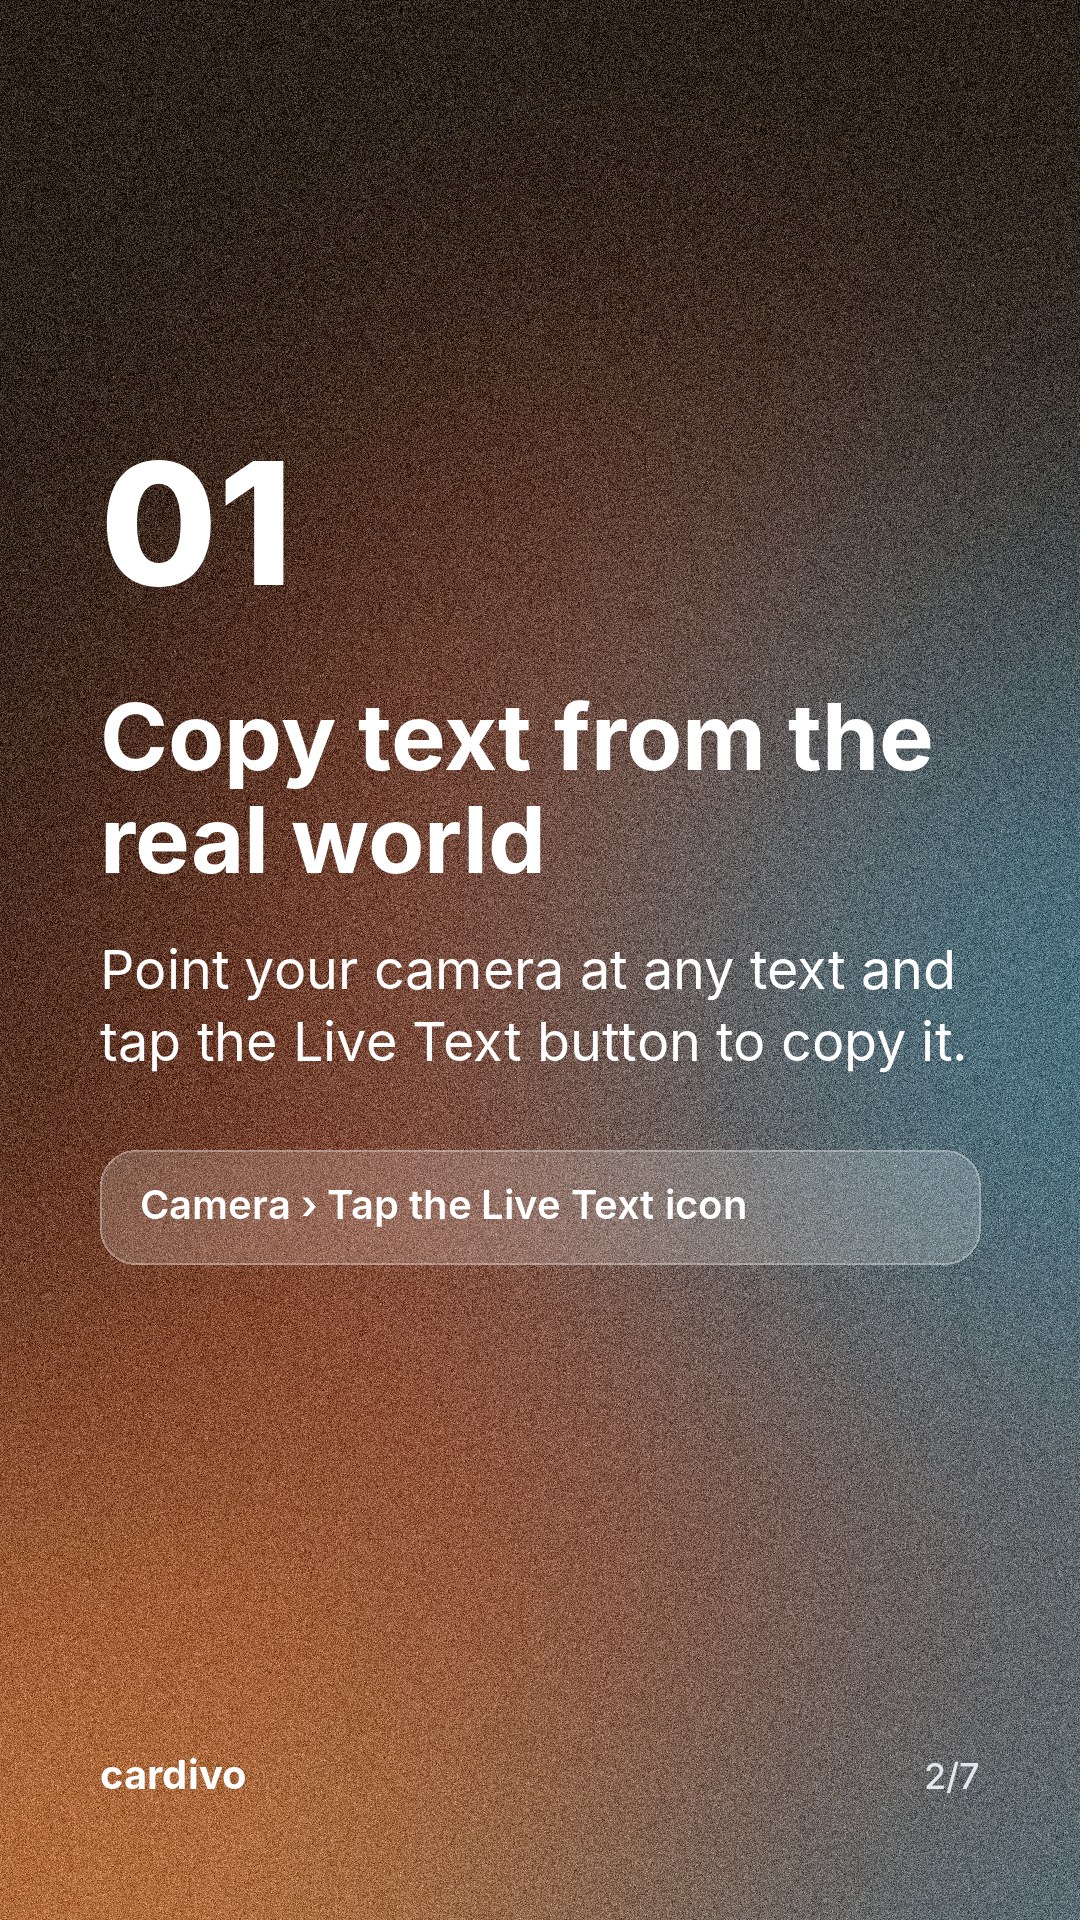 01
Copy text from the
real world
Point your camera at any text and
tap the Live Text button to copy it.
Camera › Tap the Live Text icon
cardivo
2/7